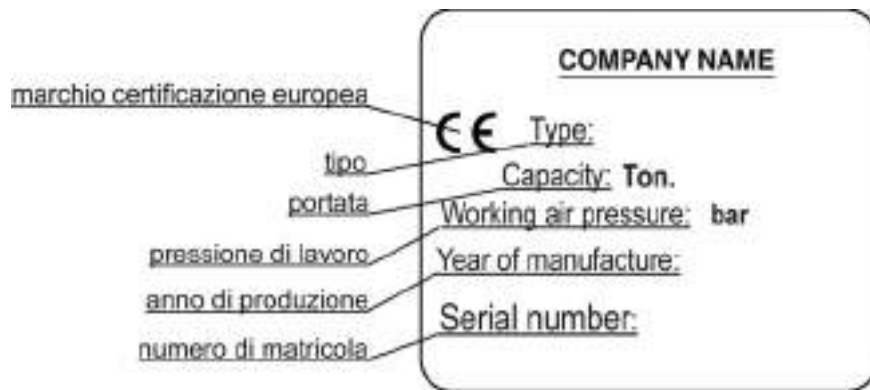 COMPANY NAME
marchio certificazione europea
CE Type:
tipo
Capacity: Ton.
portata
Working air pressure: bar
pressione di lavoro
Year of manufacture:
anno di produzione
Serial number:
numero di matricola